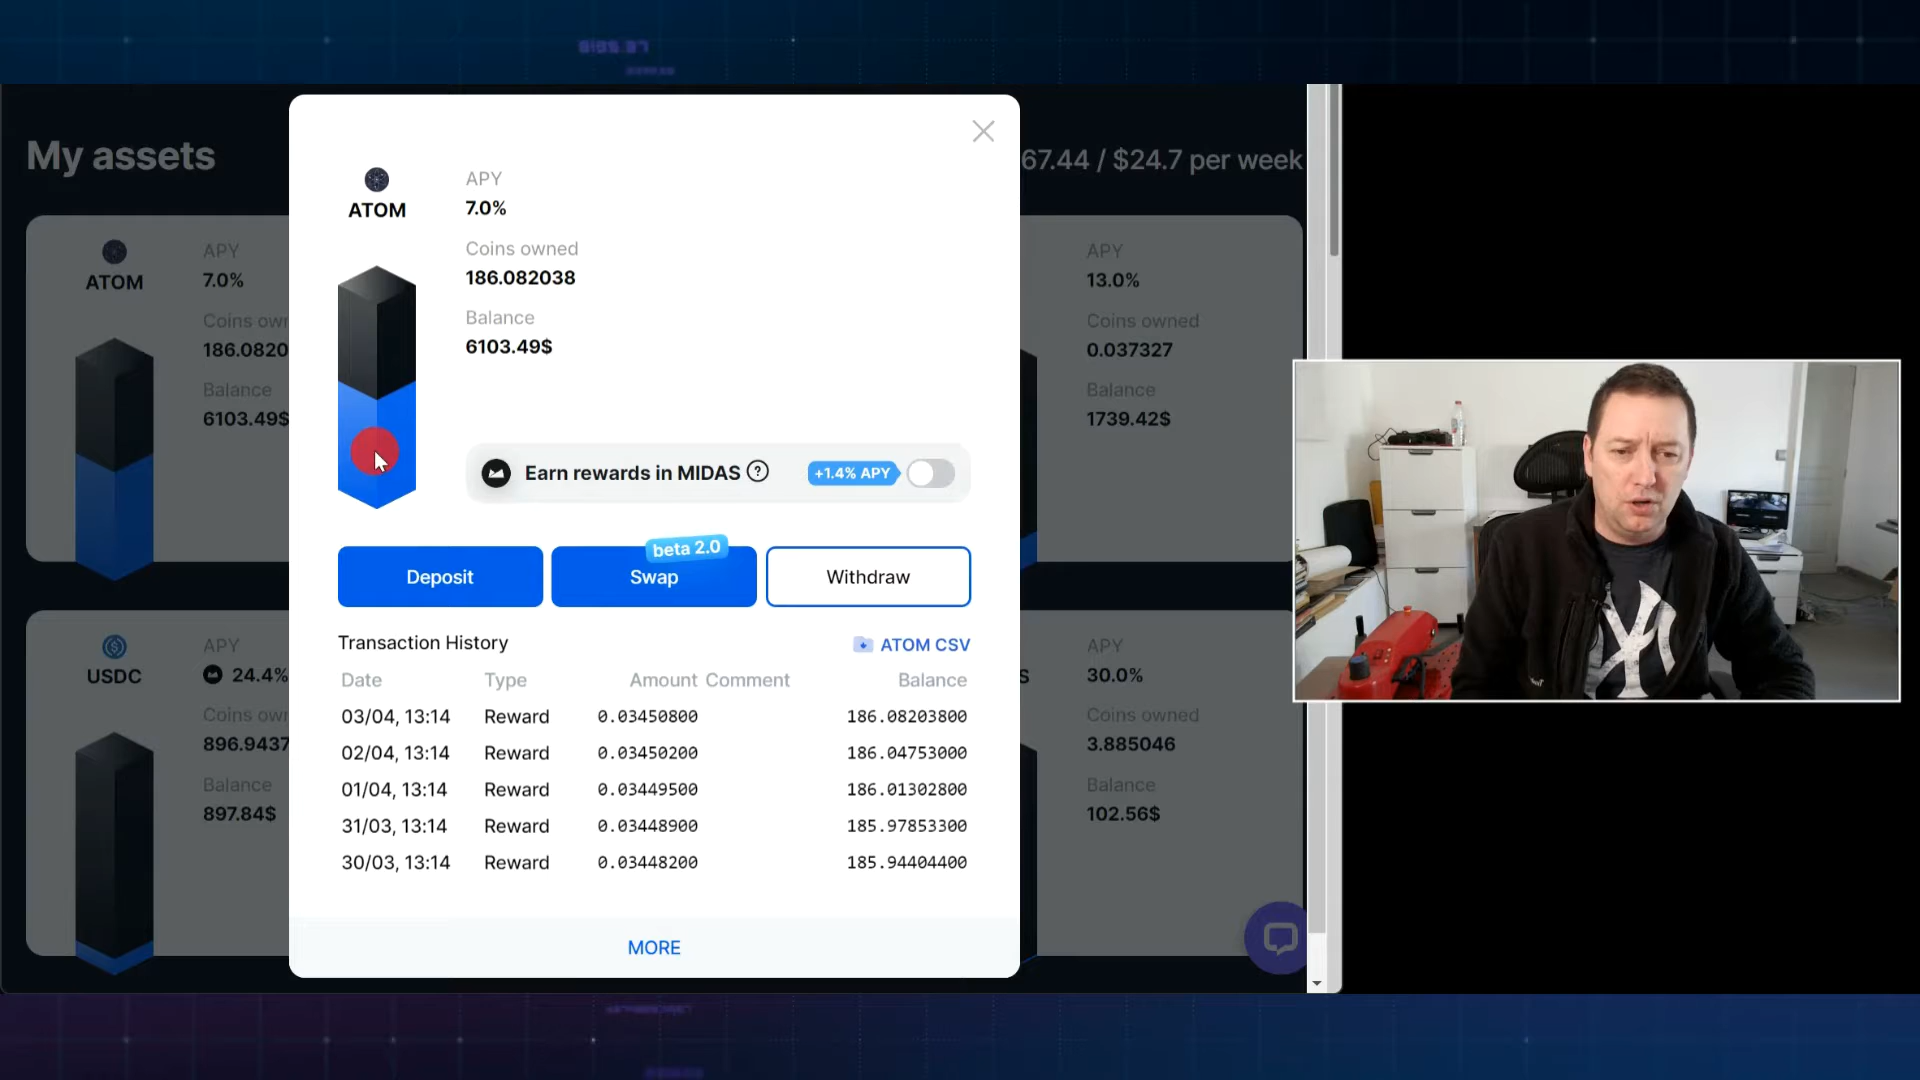 My assets
67.44 / $24.7 per week
ATOM
APY
7.0%
Coins own
186.0820
Balance
6103.49$
USDC
APY
24.4%
Coins own
896.9437
Balance
897.84$
ATOM
APY
7.0%
Coins owned
186.082038
Balance
6103.49$
Earn rewards in MIDAS ?
+1.4% APY
Deposit
beta 2.0
Swap
Withdraw
Transaction History
ATOM CSV
Date Type Amount Comment Balance
03/04, 13:14 Reward 0.03450800 186.08203800
02/04, 13:14 Reward 0.03450200 186.04753000
01/04, 13:14 Reward 0.03449500 186.01302800
31/03, 13:14 Reward 0.03448900 185.97853300
30/03, 13:14 Reward 0.03448200 185.94404400
MORE
APY
13.0%
Coins owned
0.037327
Balance
1739.42$
S
APY
30.0%
Coins owned
3.885046
Balance
102.56$